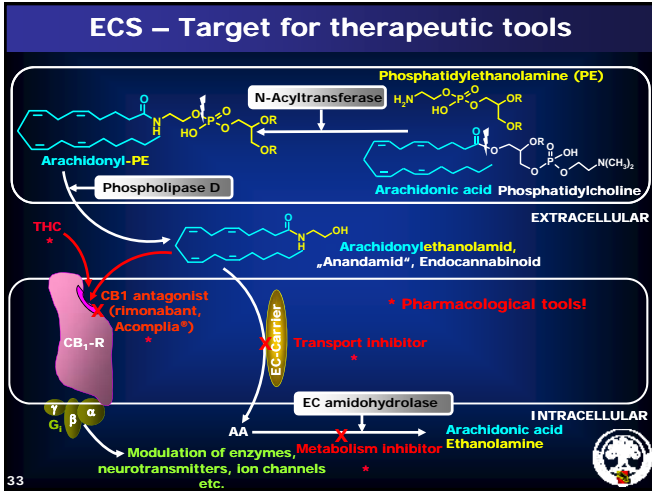 ECS – Target for therapeutic tools
Phosphatidylethanolamine (PE)
N-Acyltransferase
H₂N
O
O
P
O
HO
OR
OR
O
N
H
O
O
P
O
HO
OR
OR
Arachidonyl-PE
O
O
OR
O
O
P
OH
O
N(CH₃)₂
Arachidonic acid Phosphatidylcholine
Phospholipase D
EXTRACELLULAR
THC
*
O
N
H
OH
Arachidonylethanolamid,
„Anandamid“, Endocannabinoid
CB1 antagonist
(rimonabant,
Acomplia®)
*
X
CB₁-R
* Pharmacological tools!
EC-Carrier
X
Transport inhibitor
*
EC amidohydrolase
INTRACELLULAR
γ
β
α
Gᵢ
AA
X
Arachidonic acid
Ethanolamine
Metabolism inhibitor
*
Modulation of enzymes,
neurotransmitters, ion channels
etc.
33